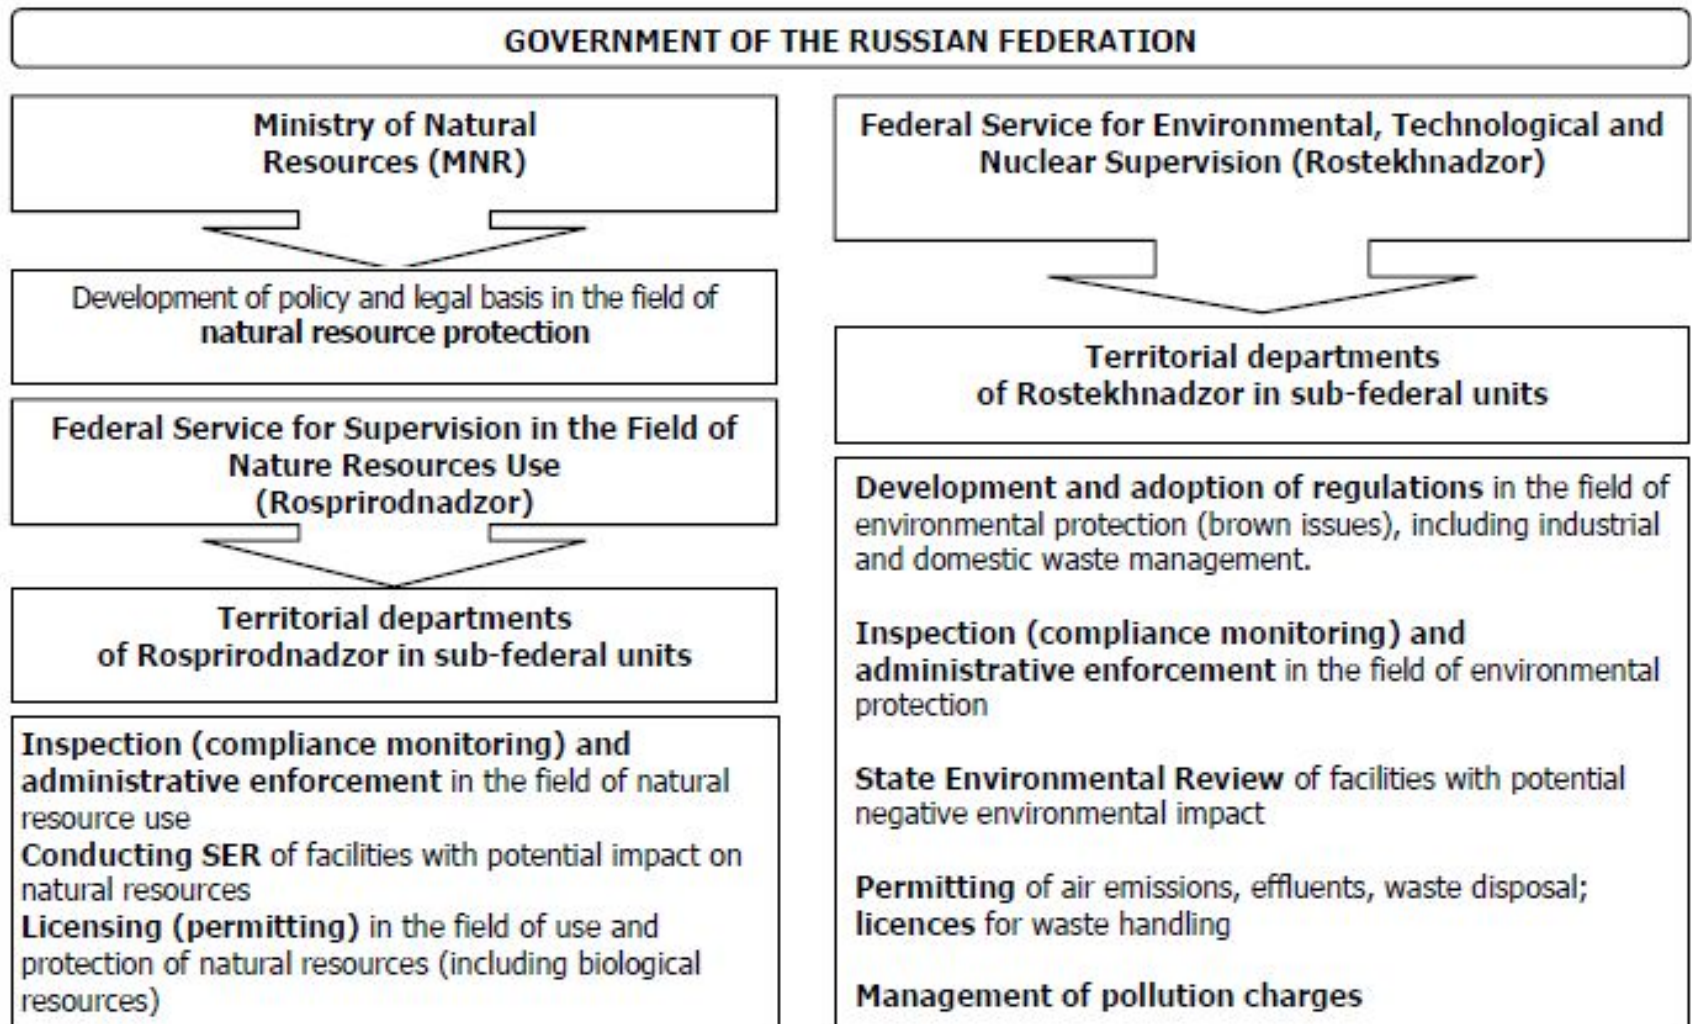 GOVERNMENT OF THE RUSSIAN FEDERATION
Ministry of Natural
Resources (MNR)
Development of policy and legal basis in the field of
natural resource protection
Federal Service for Supervision in the Field of
Nature Resources Use
(Rosprirodnadzor)
Territorial departments
of Rosprirodnadzor in sub-federal units
Inspection (compliance monitoring) and
administrative enforcement in the field of natural
resource use
Conducting SER of facilities with potential impact on
natural resources
Licensing (permitting) in the field of use and
protection of natural resources (including biological
resources)
Federal Service for Environmental, Technological and
Nuclear Supervision (Rostekhnadzor)
Territorial departments
of Rostekhnadzor in sub-federal units
Development and adoption of regulations in the field of
environmental protection (brown issues), including industrial
and domestic waste management.
Inspection (compliance monitoring) and
administrative enforcement in the field of environmental
protection
State Environmental Review of facilities with potential
negative environmental impact
Permitting of air emissions, effluents, waste disposal;
licences for waste handling
Management of pollution charges